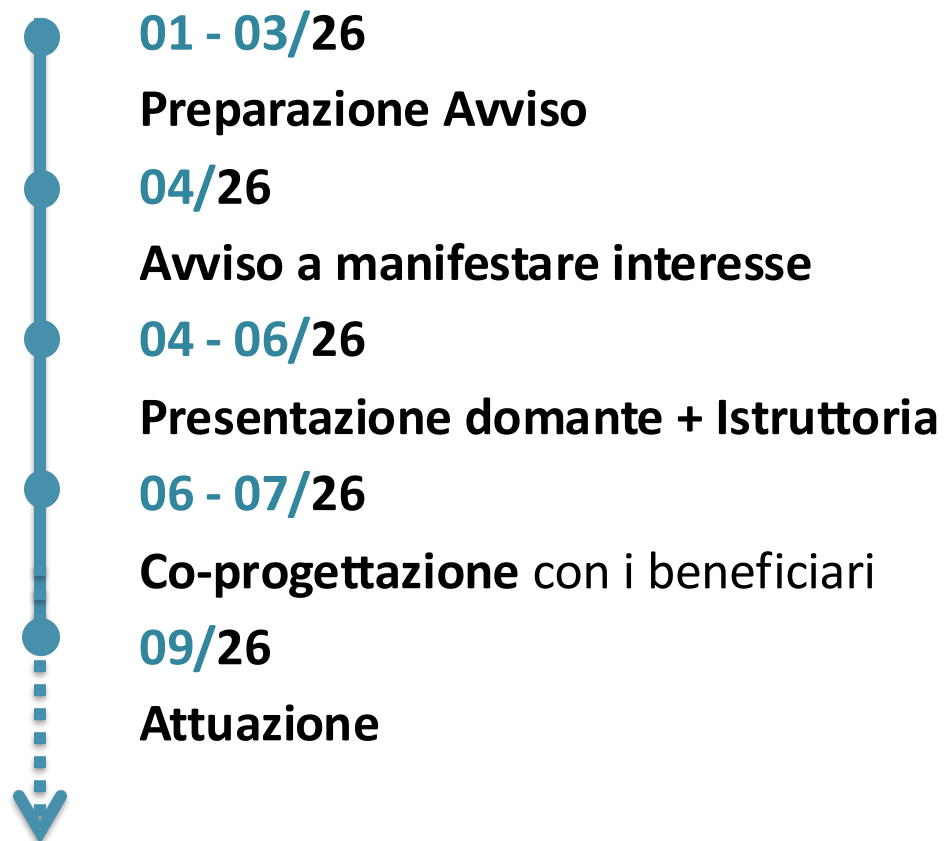 01 - 03/26
Preparazione Avviso
04/26
Avviso a manifestare interesse
04 - 06/26
Presentazione domante + Istruttoria
06 - 07/26
Co-progettazione con i beneficiari
09/26
Attuazione